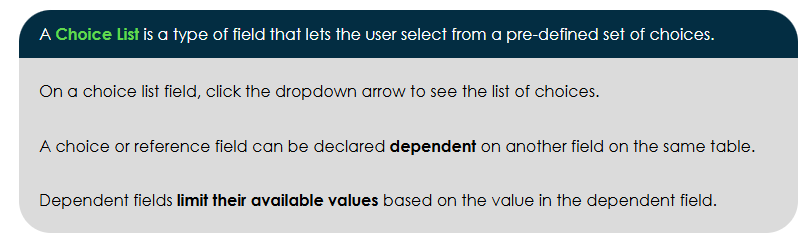 A Choice List is a type of field that lets the user select from a pre-defined set of choices.
On a choice list field, click the dropdown arrow to see the list of choices.
A choice or reference field can be declared dependent on another field on the same table.
Dependent fields limit their available values based on the value in the dependent field.